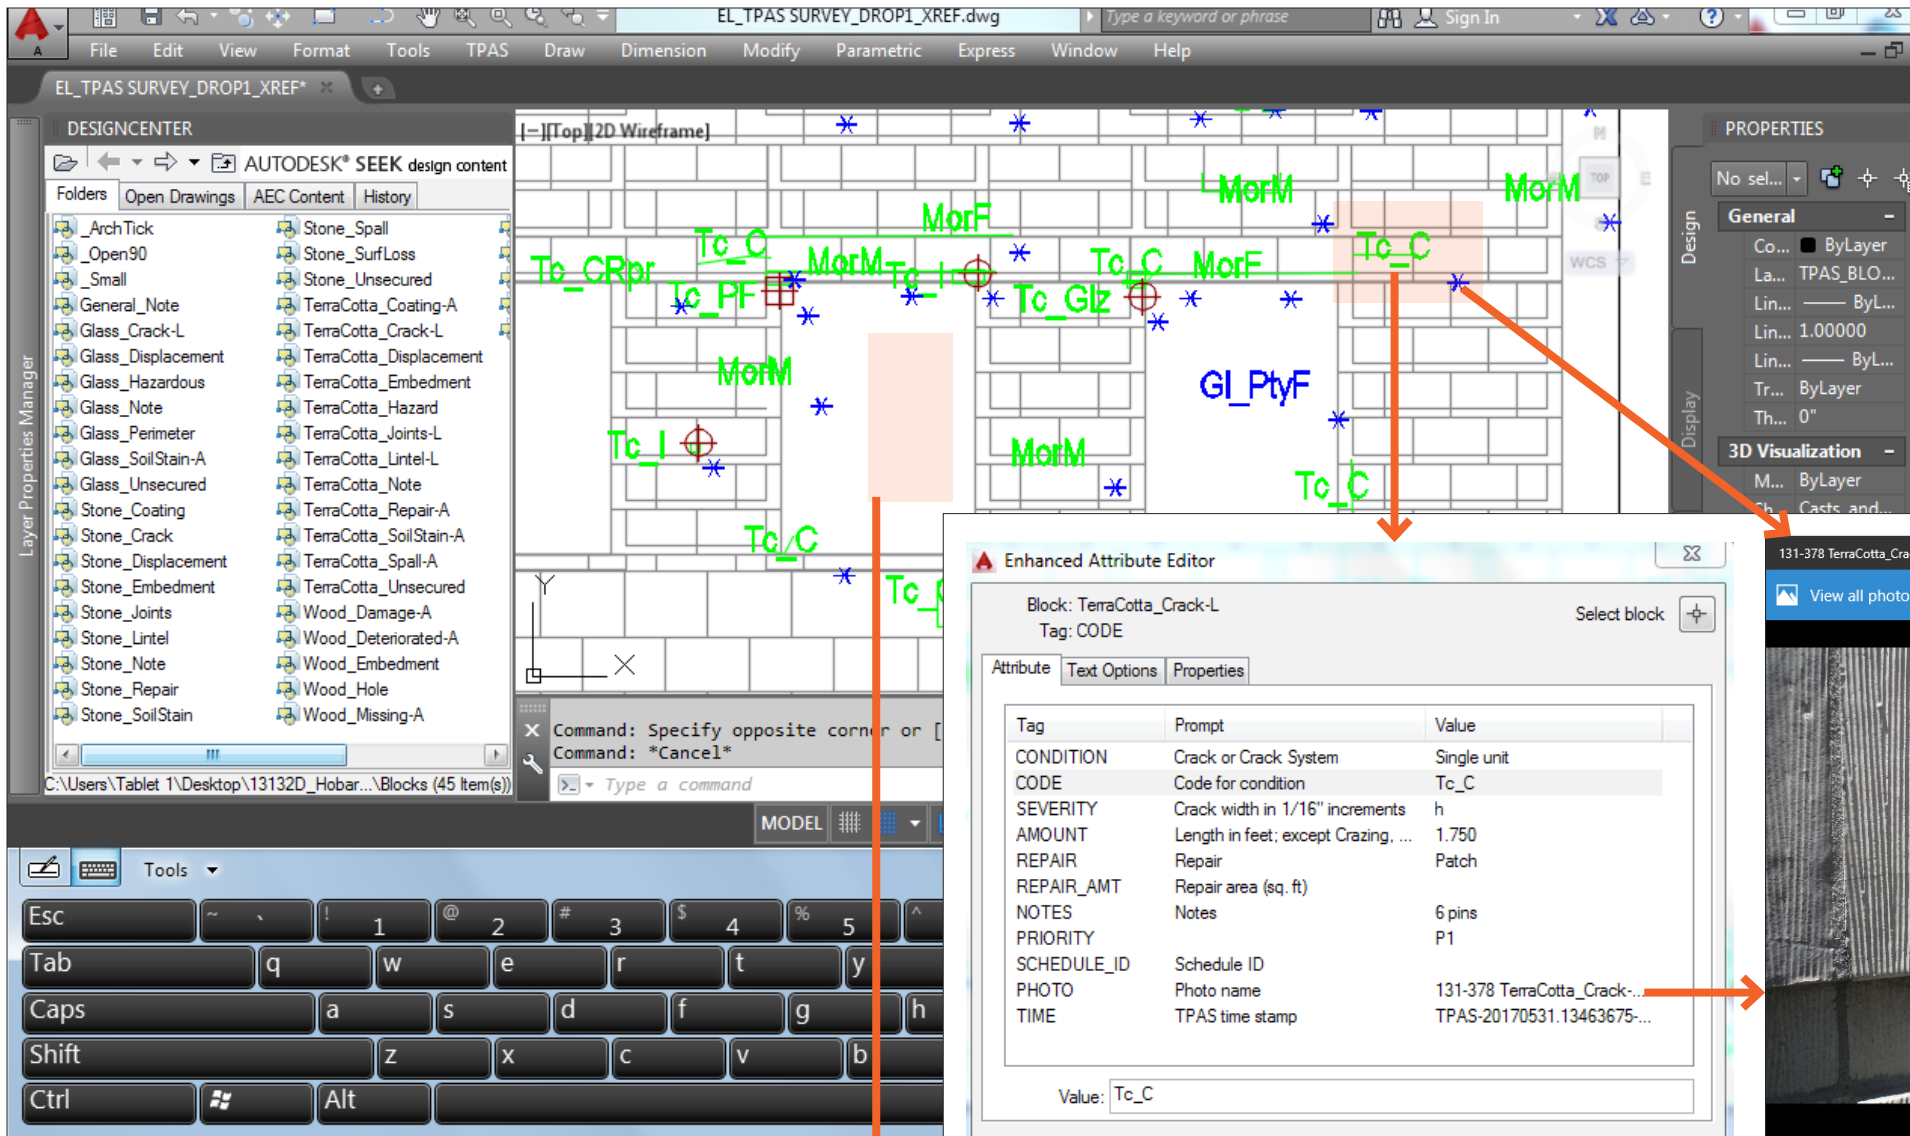 EL_TPAS SURVEY_DROP1_XREF.dwg
Type a keyword or phrase
Sign In
A
File Edit View Format Tools TPAS Draw Dimension Modify Parametric Express Window Help
EL_TPAS SURVEY_DROP1_XREF*
Layer Properties Manager
DESIGNCENTER
AUTODESK® SEEK design content
Folders Open Drawings AEC Content History
_ArchTick
_Open90
_Small
General_Note
Glass_Crack-L
Glass_Displacement
Glass_Hazardous
Glass_Note
Glass_Perimeter
Glass_SoilStain-A
Glass_Unsecured
Stone_Coating
Stone_Crack
Stone_Displacement
Stone_Embedment
Stone_Joints
Stone_Lintel
Stone_Note
Stone_Repair
Stone_SoilStain
Stone_Spall
Stone_SurfLoss
Stone_Unsecured
TerraCotta_Coating-A
TerraCotta_Crack-L
TerraCotta_Displacement
TerraCotta_Embedment
TerraCotta_Hazard
TerraCotta_Joints-L
TerraCotta_Lintel-L
TerraCotta_Note
TerraCotta_Repair-A
TerraCotta_SoilStain-A
TerraCotta_Spall-A
TerraCotta_Unsecured
Wood_Damage-A
Wood_Deteriorated-A
Wood_Embedment
Wood_Hole
Wood_Missing-A
C:\Users\Tablet 1\Desktop\13132D_Hobar...\Blocks (45 Item(s))
[−][Top][2D Wireframe]
MorM
MorM
MorF
Tc_C
MorM
Tc_CRpr
Tc_I
Tc_C
MorF
Tc_C
Tc_PF
Tc_Glz
MorM
Gl_PtyF
Tc_I
MorM
Tc_C
Tc_C
Y
X
N
TOP
E
WCS
Command: Specify opposite corner or [
Command: *Cancel*
Type a command
MODEL
PROPERTIES
No sel...
Design
Display
General
Co... ByLayer
La... TPAS_BLO...
Lin... ByL...
Lin... 1.00000
Lin... ByL...
Tr... ByLayer
Th... 0"
3D Visualization
M... ByLayer
Sh... Casts and...
Enhanced Attribute Editor
Block: TerraCotta_Crack-L
Tag: CODE
Select block
Attribute Text Options Properties
Tag Prompt Value
CONDITION Crack or Crack System Single unit
CODE Code for condition Tc_C
SEVERITY Crack width in 1/16" increments h
AMOUNT Length in feet; except Crazing, ... 1.750
REPAIR Repair Patch
REPAIR_AMT Repair area (sq. ft)
NOTES Notes 6 pins
PRIORITY P1
SCHEDULE_ID Schedule ID
PHOTO Photo name 131-378 TerraCotta_Crack-...
TIME TPAS time stamp TPAS-20170531.13463675-...
Value: Tc_C
131-378 TerraCotta_Cra
View all photo
Tools
Esc ~ ` ! 1 @ 2 # 3 $ 4 % 5 ^
Tab q w e r t y
Caps a s d f g h
Shift z x c v b
Ctrl Alt